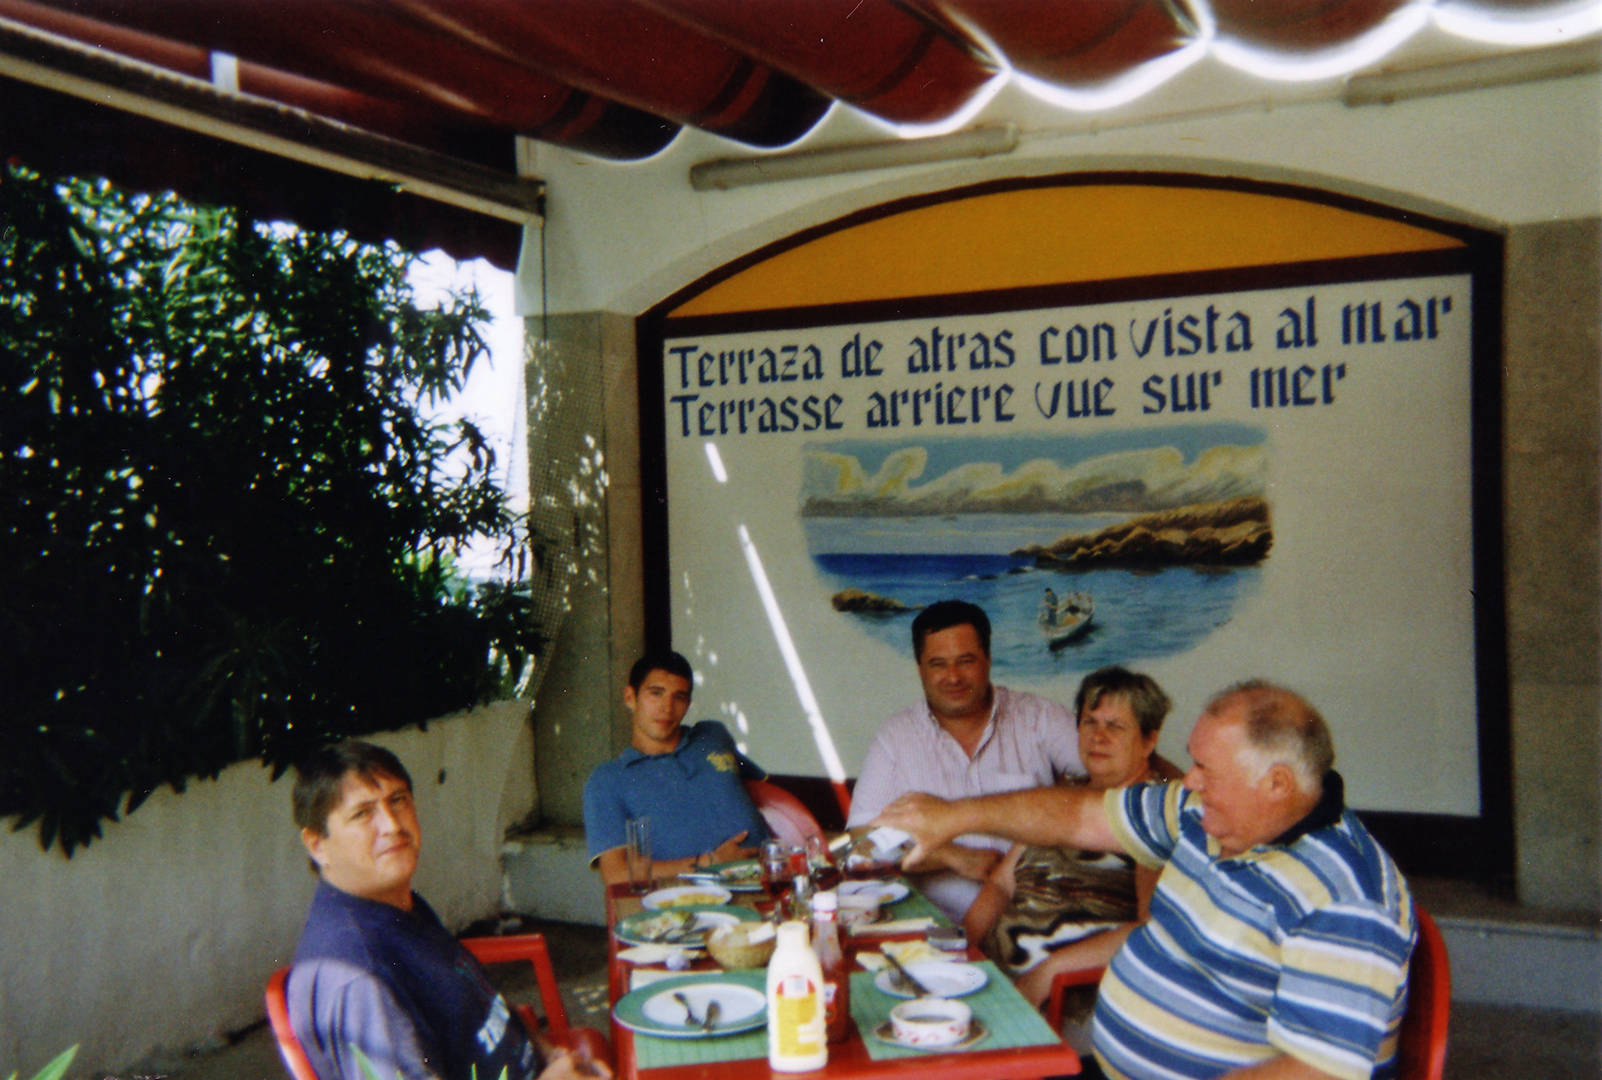 Terraza de atras con vista al mar
Terrasse arriere vue sur mer